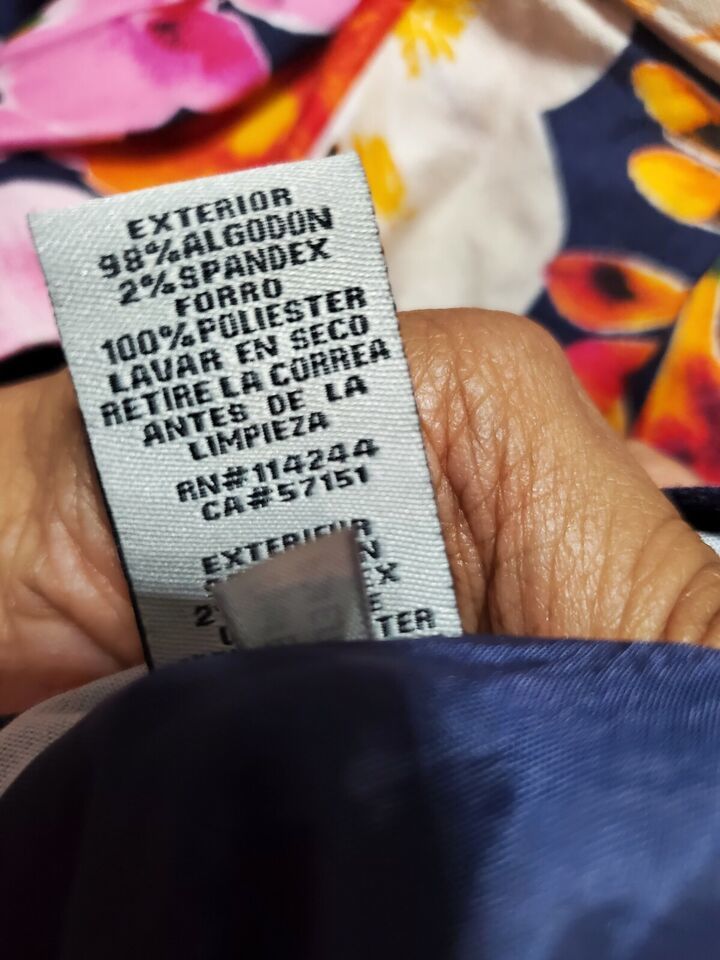 EXTERIOR
98%ALGODON
2%SPANDEX
FORRO
100%POLIESTER
LAVAR EN SECO
RETIRE LA CORREA
ANTES DE LA
LIMPIEZA
RN#114244
CA#57151
EXTERIEUR